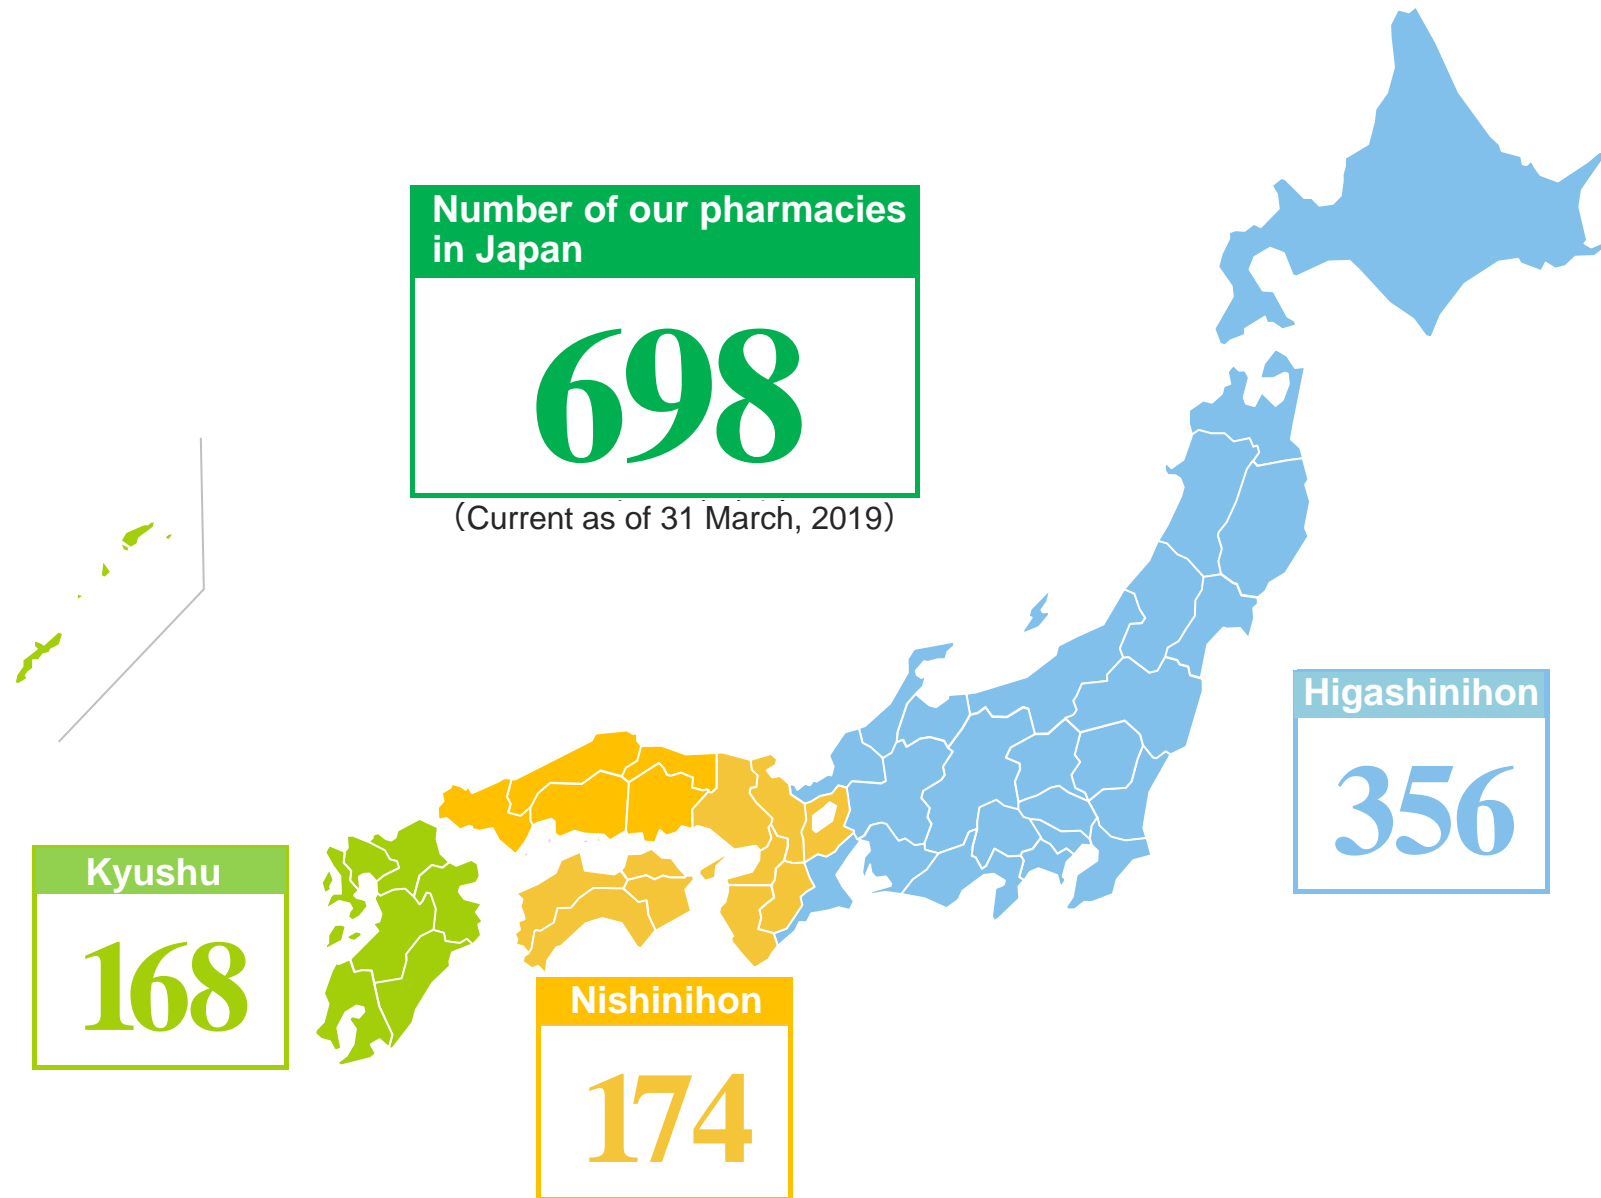 Number of our pharmacies
in Japan
698
（Current as of 31 March, 2019）
Higashinihon
356
Kyushu
168
Nishinihon
174